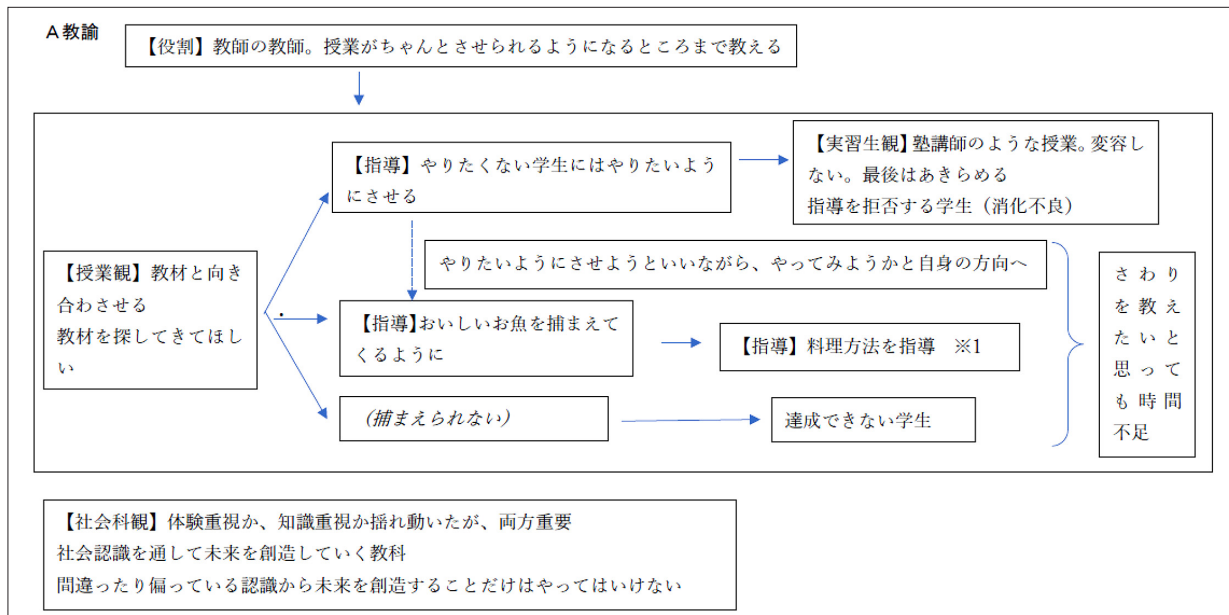 A教諭
【役割】教師の教師。授業がちゃんとさせられるようになるところまで教える
【実習生観】塾講師のような授業。変容し
ない。最後はあきらめる
指導を拒否する学生（消化不良）
【指導】やりたくない学生にはやりたいよう
にさせる
やりたいようにさせようといいながら、やってみようかと自身の方向へ
【授業観】教材と向き
合わさせる
教材を探してきてほし
い
【指導】おいしいお魚を捕まえて
くるように
【指導】料理方法を指導　※1
（捕まえられない）
達成できない学生
さわり
を教え
たいと
思って
も時間
不足
【社会科観】体験重視か、知識重視か揺れ動いたが、両方重要
社会認識を通して未来を創造していく教科
間違ったり偏っている認識から未来を創造することだけはやってはいけない